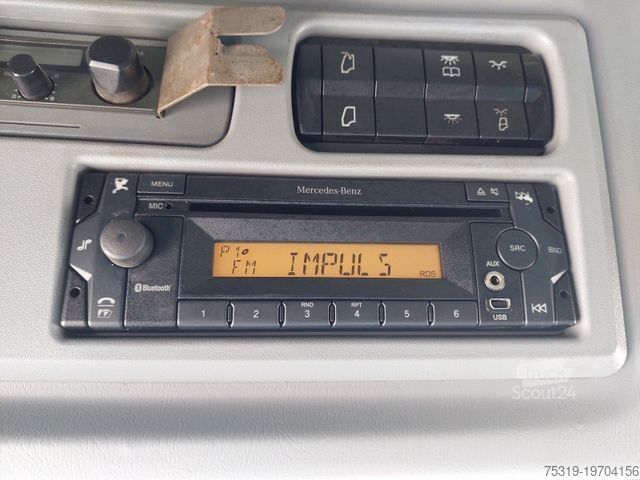 MENU
Mercedes-Benz
MIC
P1
FM IMPULS
RDS
Bluetooth
1 2 RND 3 RPT 4 5 6
SRC
BND
AUX
USB
Truck
Scout24
75319-19704156